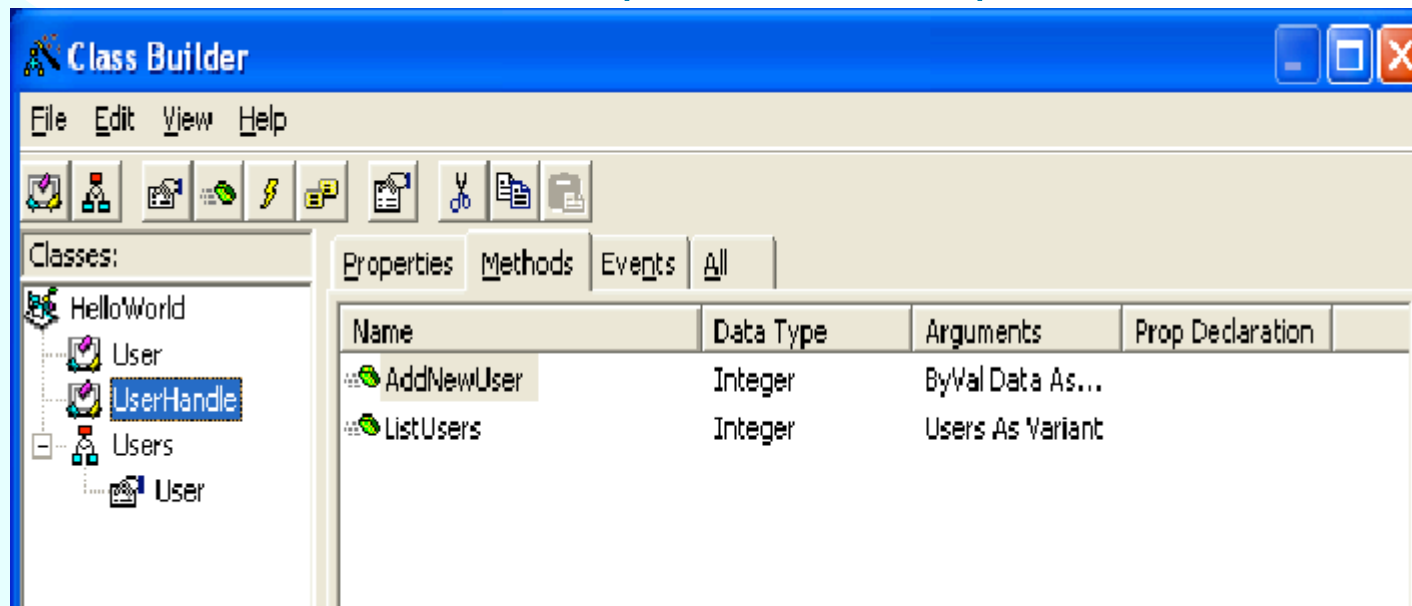 Class Builder
File Edit View Help
Classes:
Properties Methods Events All
HelloWorld
User
UserHandle
Users
User
Name Data Type Arguments Prop Declaration
AddNewUser Integer ByVal Data As...
ListUsers Integer Users As Variant